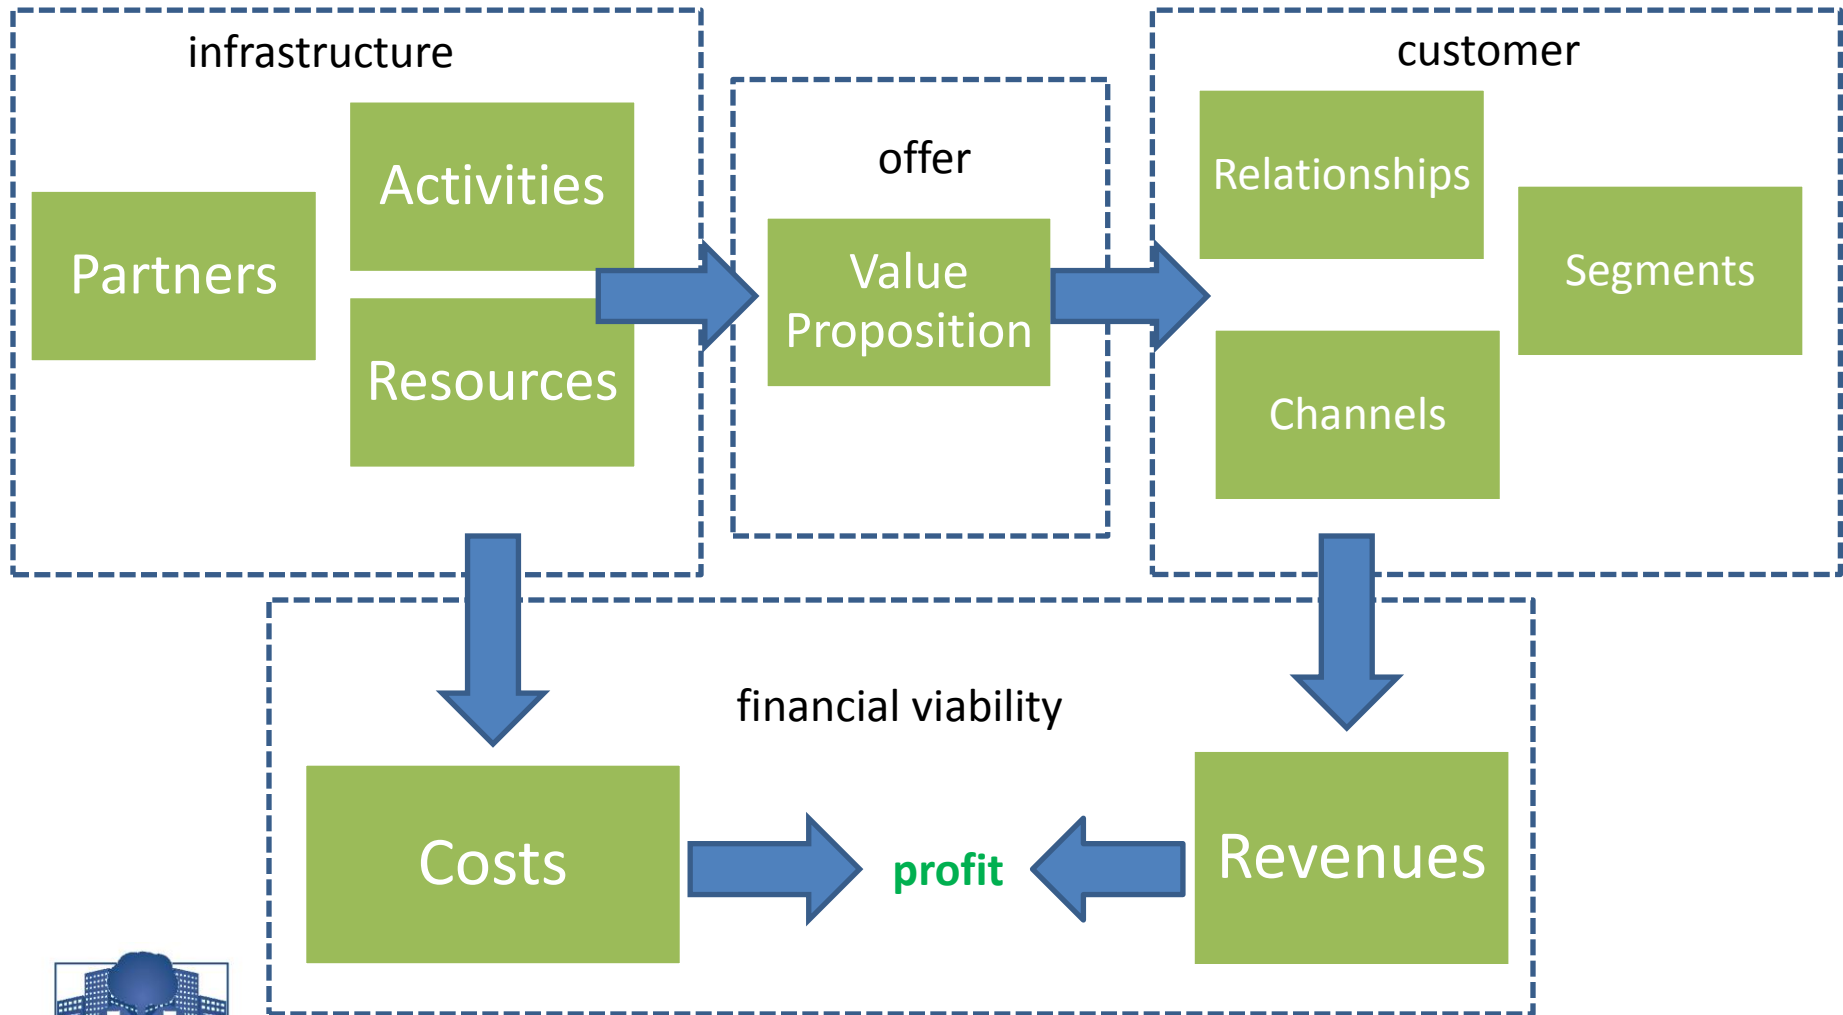 infrastructure
Partners
Activities
Resources
offer
Value
Proposition
customer
Relationships
Segments
Channels
financial viability
Costs
profit
Revenues